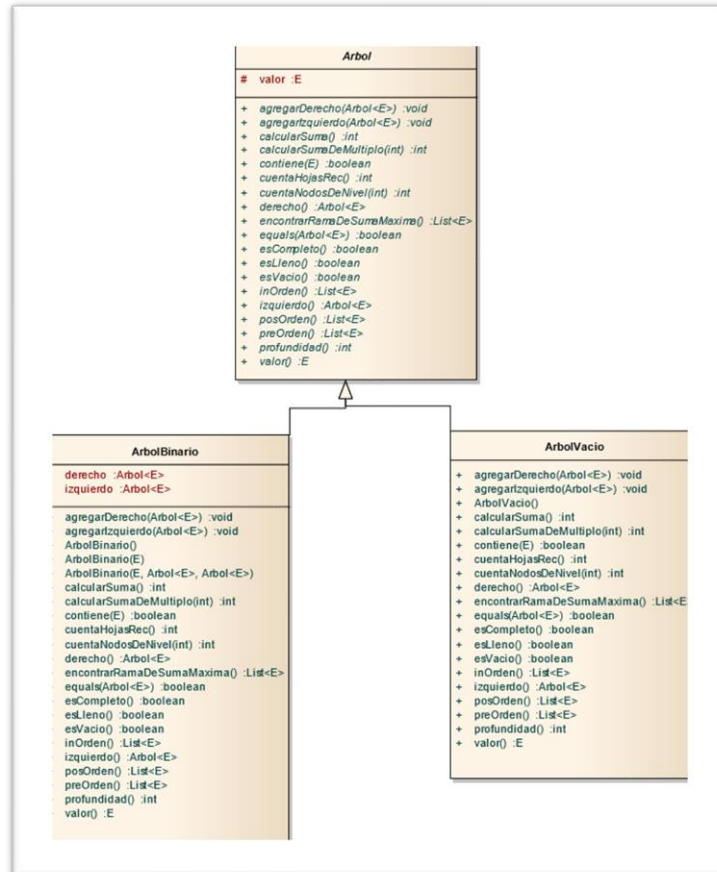 Arbol
# valor :E
+ agregarDerecho(Arbol<E>) :void
+ agregarIzquierdo(Arbol<E>) :void
+ calcularSuma() :int
+ calcularSumaDeMultiplo(int) :int
+ contiene(E) :boolean
+ cuentaHojasRec() :int
+ cuentaNodosDeNivel(int) :int
+ derecho() :Arbol<E>
+ encontrarRamaDeSumaMaxima() :List<E>
+ equals(Arbol<E>) :boolean
+ esCompleto() :boolean
+ esLleno() :boolean
+ esVacio() :boolean
+ inOrden() :List<E>
+ izquierdo() :Arbol<E>
+ posOrden() :List<E>
+ preOrden() :List<E>
+ profundidad() :int
+ valor() :E
ArbolBinario
derecho :Arbol<E>
izquierdo :Arbol<E>
agregarDerecho(Arbol<E>) :void
agregarIzquierdo(Arbol<E>) :void
ArbolBinario()
ArbolBinario(E)
ArbolBinario(E, Arbol<E>, Arbol<E>)
calcularSuma() :int
calcularSumaDeMultiplo(int) :int
contiene(E) :boolean
cuentaHojasRec() :int
cuentaNodosDeNivel(int) :int
derecho() :Arbol<E>
encontrarRamaDeSumaMaxima() :List<E>
equals(Arbol<E>) :boolean
esCompleto() :boolean
esLleno() :boolean
esVacio() :boolean
inOrden() :List<E>
izquierdo() :Arbol<E>
posOrden() :List<E>
preOrden() :List<E>
profundidad() :int
valor() :E
ArbolVacio
+ agregarDerecho(Arbol<E>) :void
+ agregarIzquierdo(Arbol<E>) :void
+ ArbolVacio()
+ calcularSuma() :int
+ calcularSumaDeMultiplo(int) :int
+ contiene(E) :boolean
+ cuentaHojasRec() :int
+ cuentaNodosDeNivel(int) :int
+ derecho() :Arbol<E>
+ encontrarRamaDeSumaMaxima() :List<E
+ equals(Arbol<E>) :boolean
+ esCompleto() :boolean
+ esLleno() :boolean
+ esVacio() :boolean
+ inOrden() :List<E>
+ izquierdo() :Arbol<E>
+ posOrden() :List<E>
+ preOrden() :List<E>
+ profundidad() :int
+ valor() :E